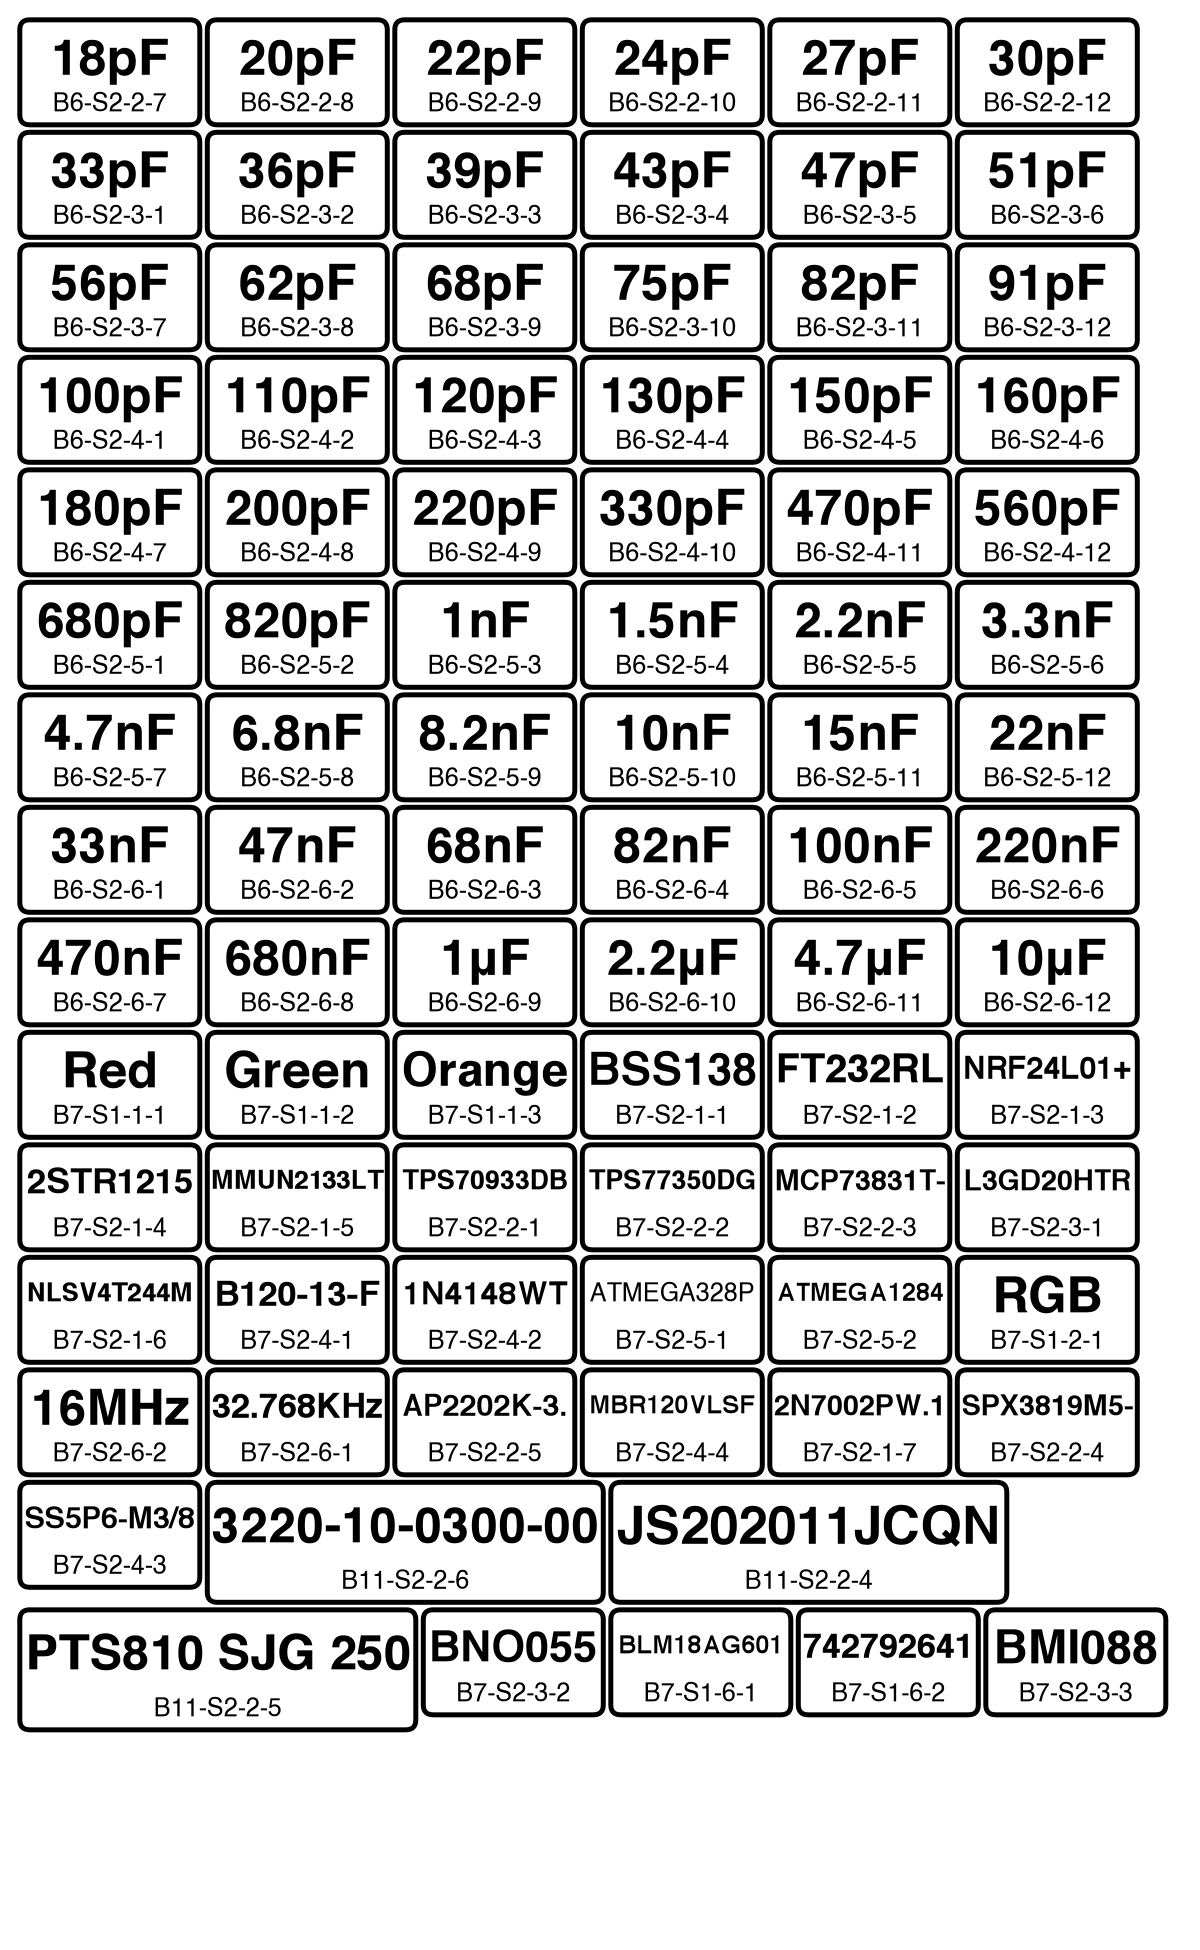 18pF
B6-S2-2-7
20pF
B6-S2-2-8
22pF
B6-S2-2-9
24pF
B6-S2-2-10
27pF
B6-S2-2-11
30pF
B6-S2-2-12
33pF
B6-S2-3-1
36pF
B6-S2-3-2
39pF
B6-S2-3-3
43pF
B6-S2-3-4
47pF
B6-S2-3-5
51pF
B6-S2-3-6
56pF
B6-S2-3-7
62pF
B6-S2-3-8
68pF
B6-S2-3-9
75pF
B6-S2-3-10
82pF
B6-S2-3-11
91pF
B6-S2-3-12
100pF
B6-S2-4-1
110pF
B6-S2-4-2
120pF
B6-S2-4-3
130pF
B6-S2-4-4
150pF
B6-S2-4-5
160pF
B6-S2-4-6
180pF
B6-S2-4-7
200pF
B6-S2-4-8
220pF
B6-S2-4-9
330pF
B6-S2-4-10
470pF
B6-S2-4-11
560pF
B6-S2-4-12
680pF
B6-S2-5-1
820pF
B6-S2-5-2
1nF
B6-S2-5-3
1.5nF
B6-S2-5-4
2.2nF
B6-S2-5-5
3.3nF
B6-S2-5-6
4.7nF
B6-S2-5-7
6.8nF
B6-S2-5-8
8.2nF
B6-S2-5-9
10nF
B6-S2-5-10
15nF
B6-S2-5-11
22nF
B6-S2-5-12
33nF
B6-S2-6-1
47nF
B6-S2-6-2
68nF
B6-S2-6-3
82nF
B6-S2-6-4
100nF
B6-S2-6-5
220nF
B6-S2-6-6
470nF
B6-S2-6-7
680nF
B6-S2-6-8
1µF
B6-S2-6-9
2.2µF
B6-S2-6-10
4.7µF
B6-S2-6-11
10µF
B6-S2-6-12
Red
B7-S1-1-1
Green
B7-S1-1-2
Orange
B7-S1-1-3
BSS138
B7-S2-1-1
FT232RL
B7-S2-1-2
NRF24L01+
B7-S2-1-3
2STR1215
B7-S2-1-4
MMUN2133LT
B7-S2-1-5
TPS70933DB
B7-S2-2-1
TPS77350DG
B7-S2-2-2
MCP73831T-
B7-S2-2-3
L3GD20HTR
B7-S2-3-1
NLSV4T244M
B7-S2-1-6
B120-13-F
B7-S2-4-1
1N4148WT
B7-S2-4-2
ATMEGA328P
B7-S2-5-1
ATMEGA1284
B7-S2-5-2
RGB
B7-S1-2-1
16MHz
B7-S2-6-2
32.768KHz
B7-S2-6-1
AP2202K-3.
B7-S2-2-5
MBR120VLSF
B7-S2-4-4
2N7002PW.1
B7-S2-1-7
SPX3819M5-
B7-S2-2-4
SS5P6-M3/8
B7-S2-4-3
3220-10-0300-00
B11-S2-2-6
JS202011JCQN
B11-S2-2-4
PTS810 SJG 250
B11-S2-2-5
BNO055
B7-S2-3-2
BLM18AG601
B7-S1-6-1
742792641
B7-S1-6-2
BMI088
B7-S2-3-3